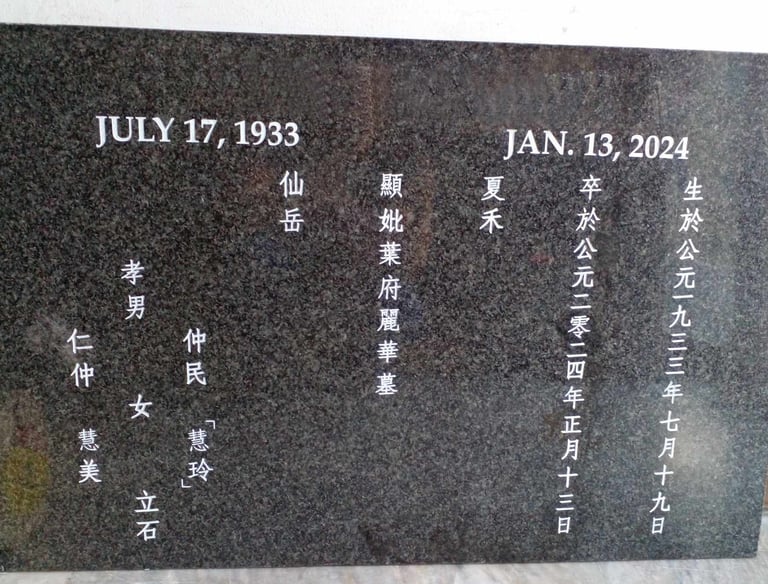 JULY 17, 1933
JAN. 13, 2024
生於公元一九三三年七月十九日
卒於公元二零二四年正月十三日
夏禾
顯妣葉府麗華墓
仙岳
仲民「慧玲」
孝男 女 立石
仁仲 慧美